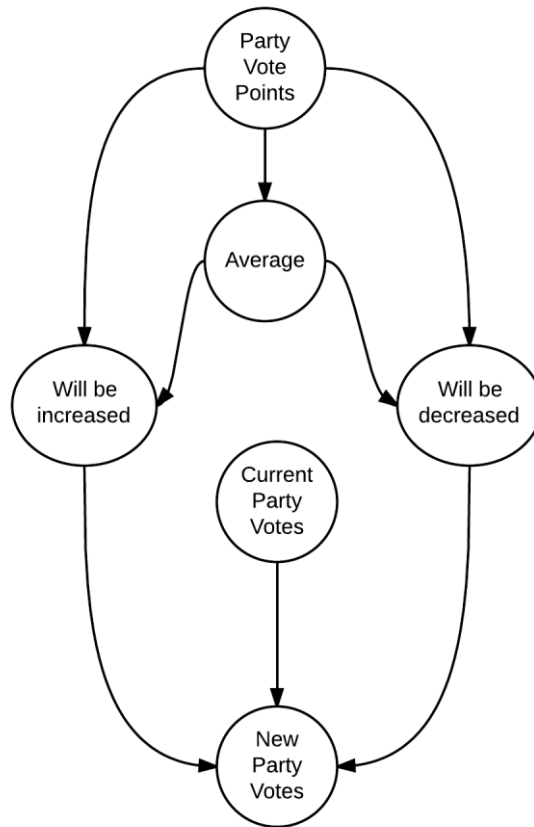 Party
Vote
Points
Average
Will be
increased
Will be
decreased
Current
Party
Votes
New
Party
Votes